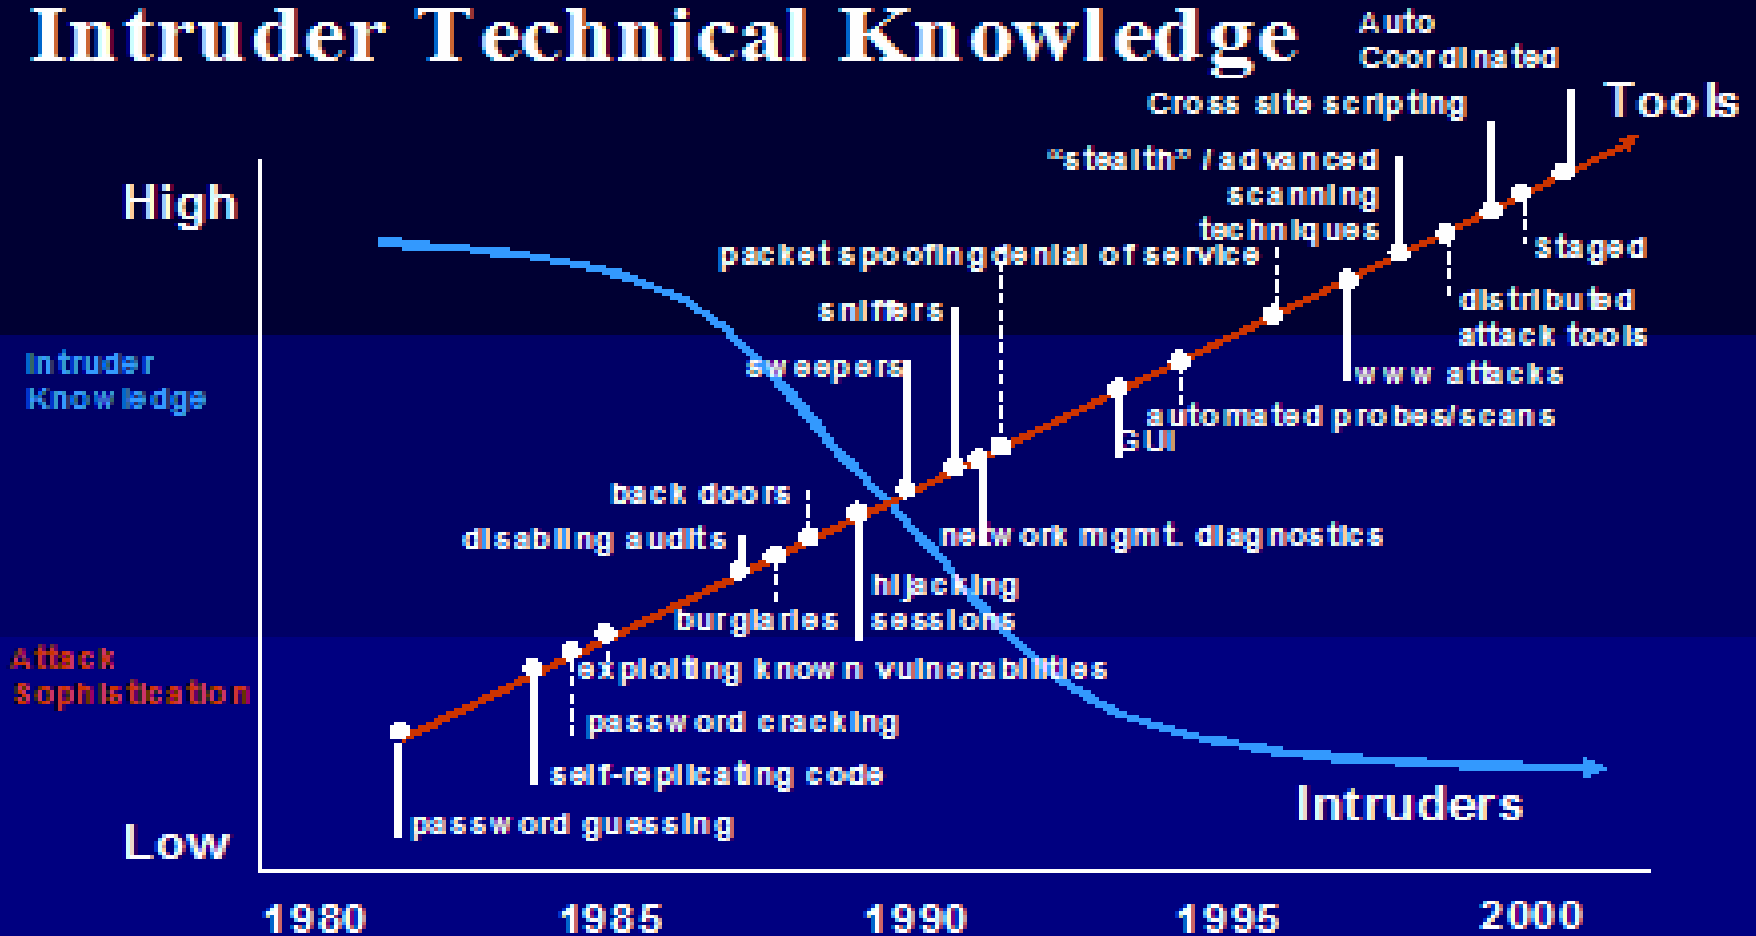 Intruder Technical Knowledge
Auto
Coordinated
Tools
Cross site scripting
"stealth" / advanced
scanning
techniques
High
packet spoofing denial of service
Staged
sniffers
distributed
attack tools
Intruder
Knowledge
sweepers
www attacks
automated probes/scans
GUI
back doors
disabling audits
network mgmt. diagnostics
hijacking
sessions
burglaries
Attack
Sophistication
exploiting known vulnerabilities
password cracking
self-replicating code
password guessing
Intruders
Low
1980 1985 1990 1995 2000